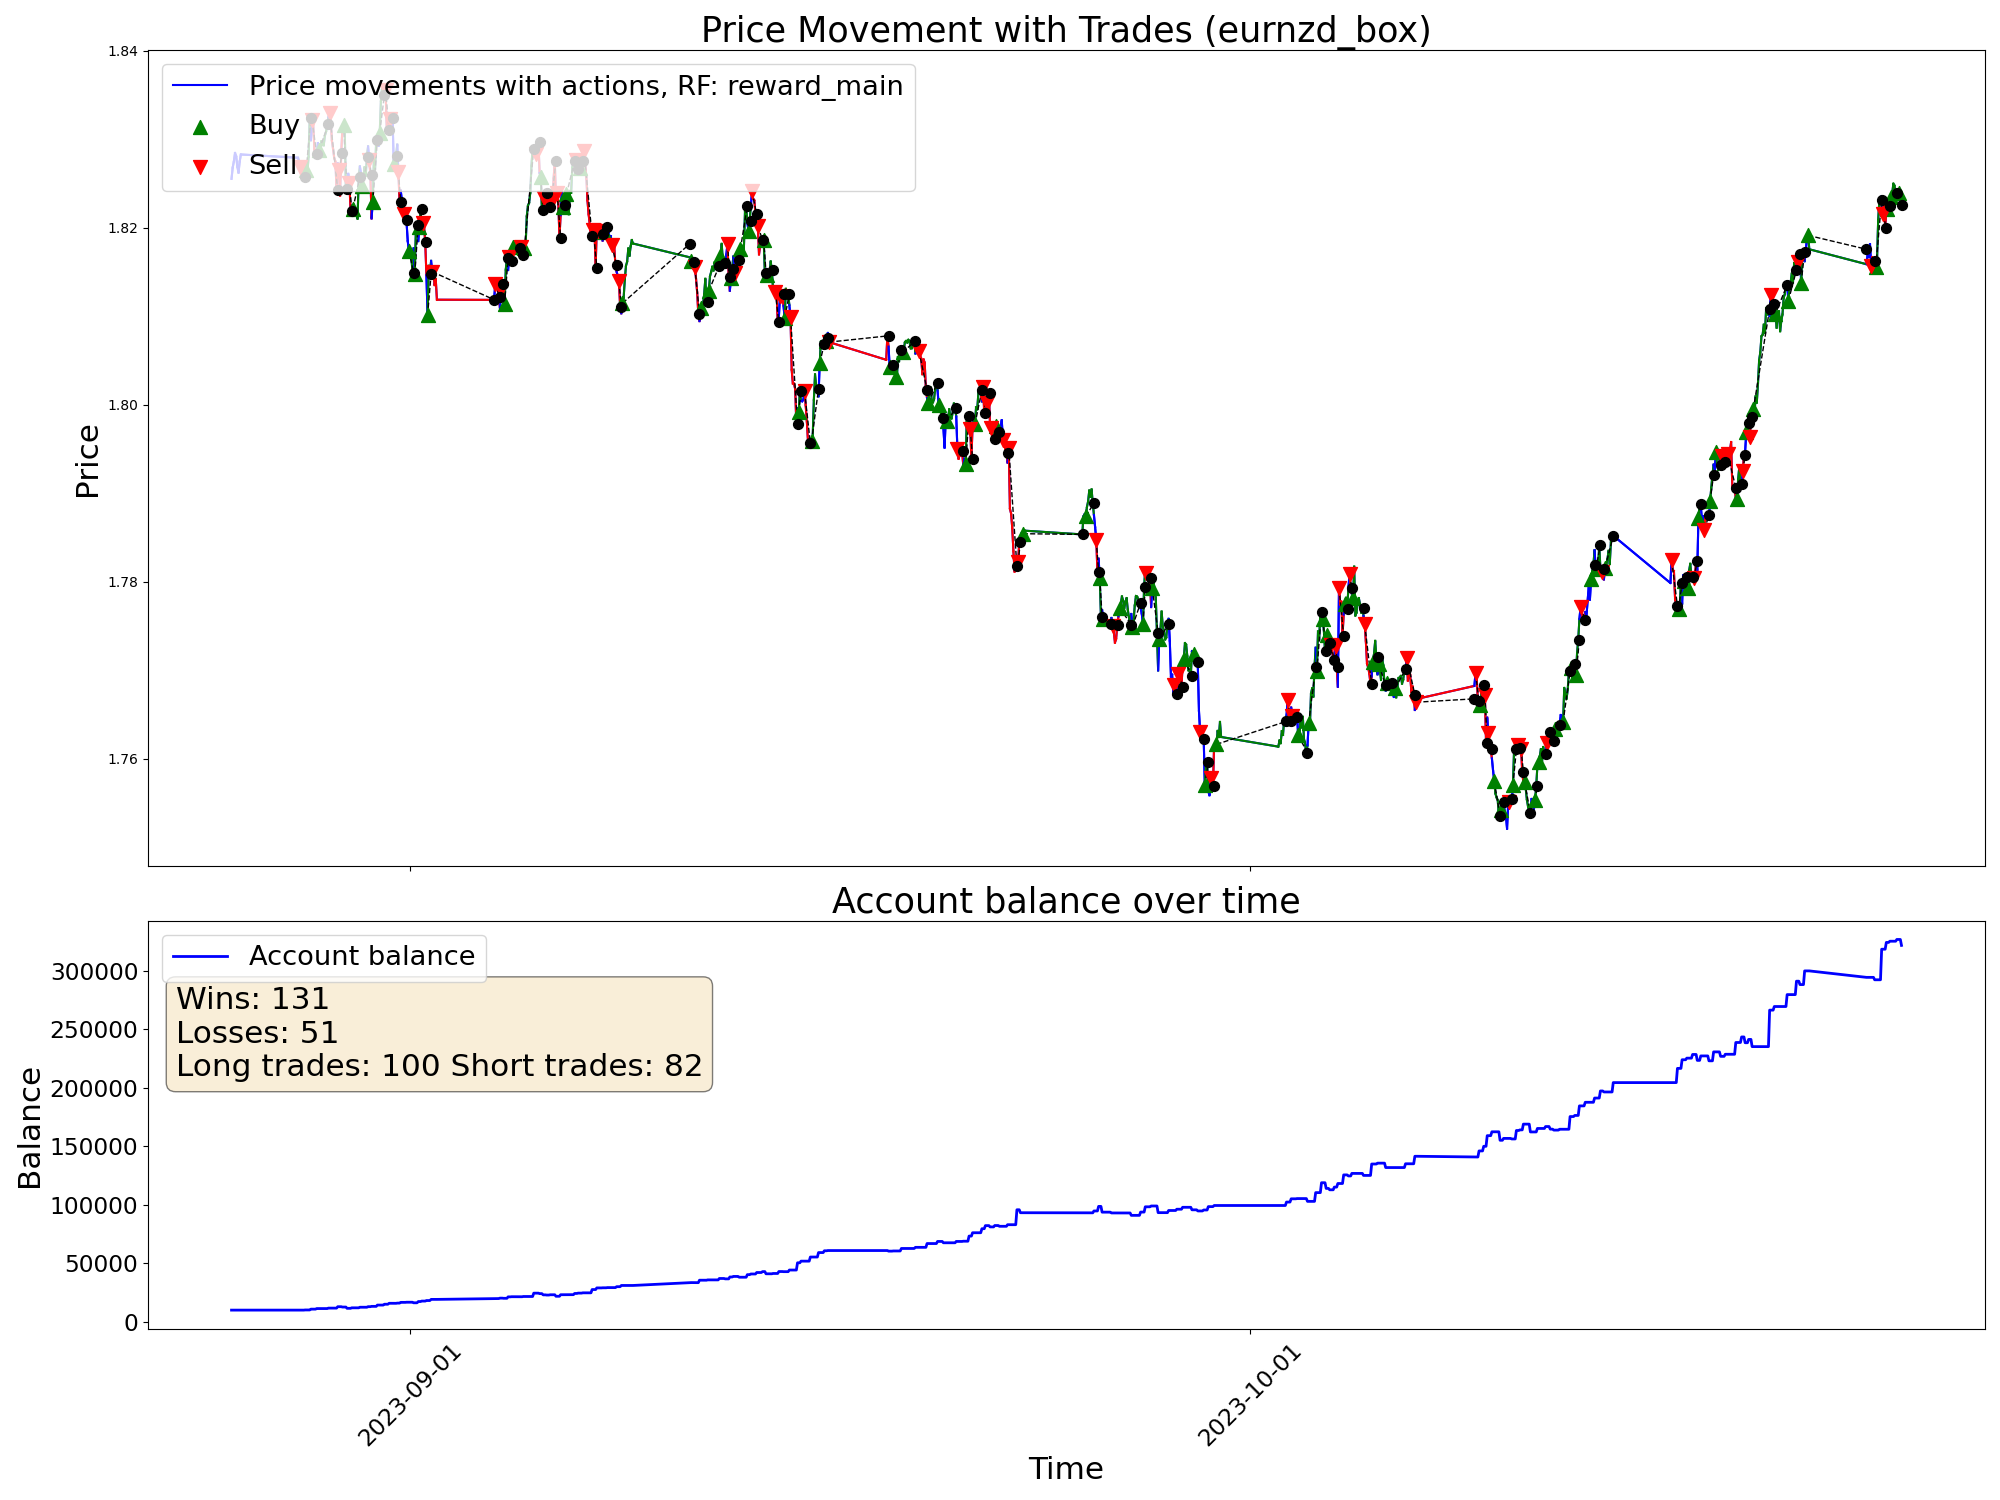 Price Movement with Trades (eurnzd_box)
1.84
1.82
1.80
1.78
1.76
Price
Price movements with actions, RF: reward_main
Buy
Sell
Account balance over time
300000
250000
200000
150000
100000
50000
0
Balance
Account balance
Wins: 131
Losses: 51
Long trades: 100 Short trades: 82
2023-09-01
2023-10-01
Time